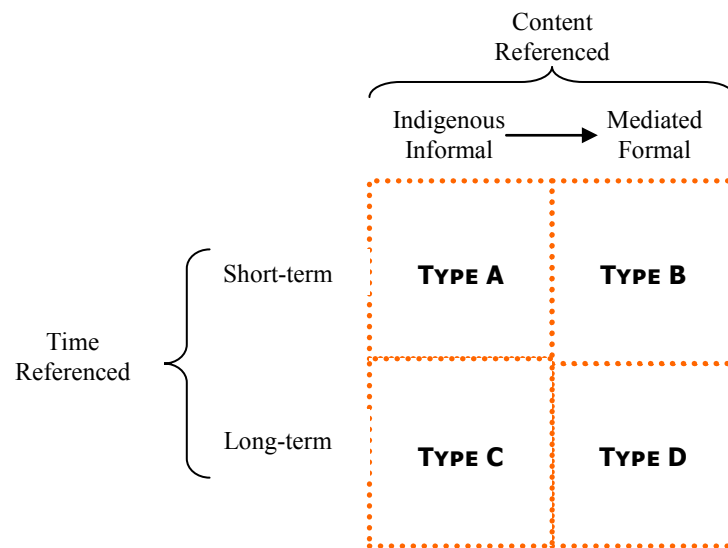 Content
Referenced
Indigenous
Informal
Mediated
Formal
Short-term
TYPE A
TYPE B
Time
Referenced
Long-term
TYPE C
TYPE D